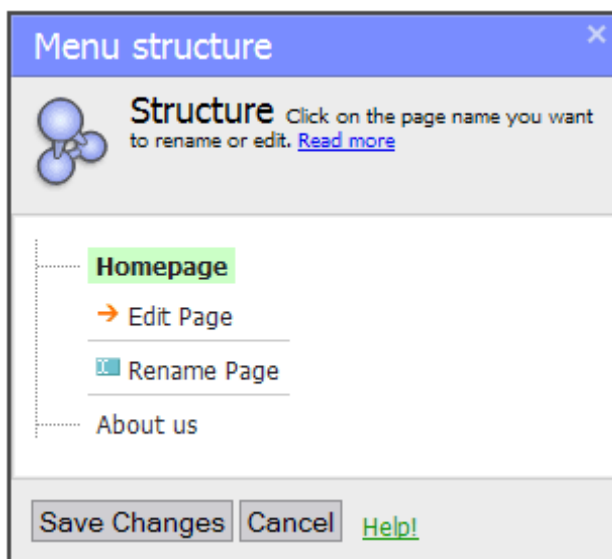 Menu structure
Structure Click on the page name you want
to rename or edit. Read more
Homepage
Edit Page
Rename Page
About us
Save Changes Cancel Help!